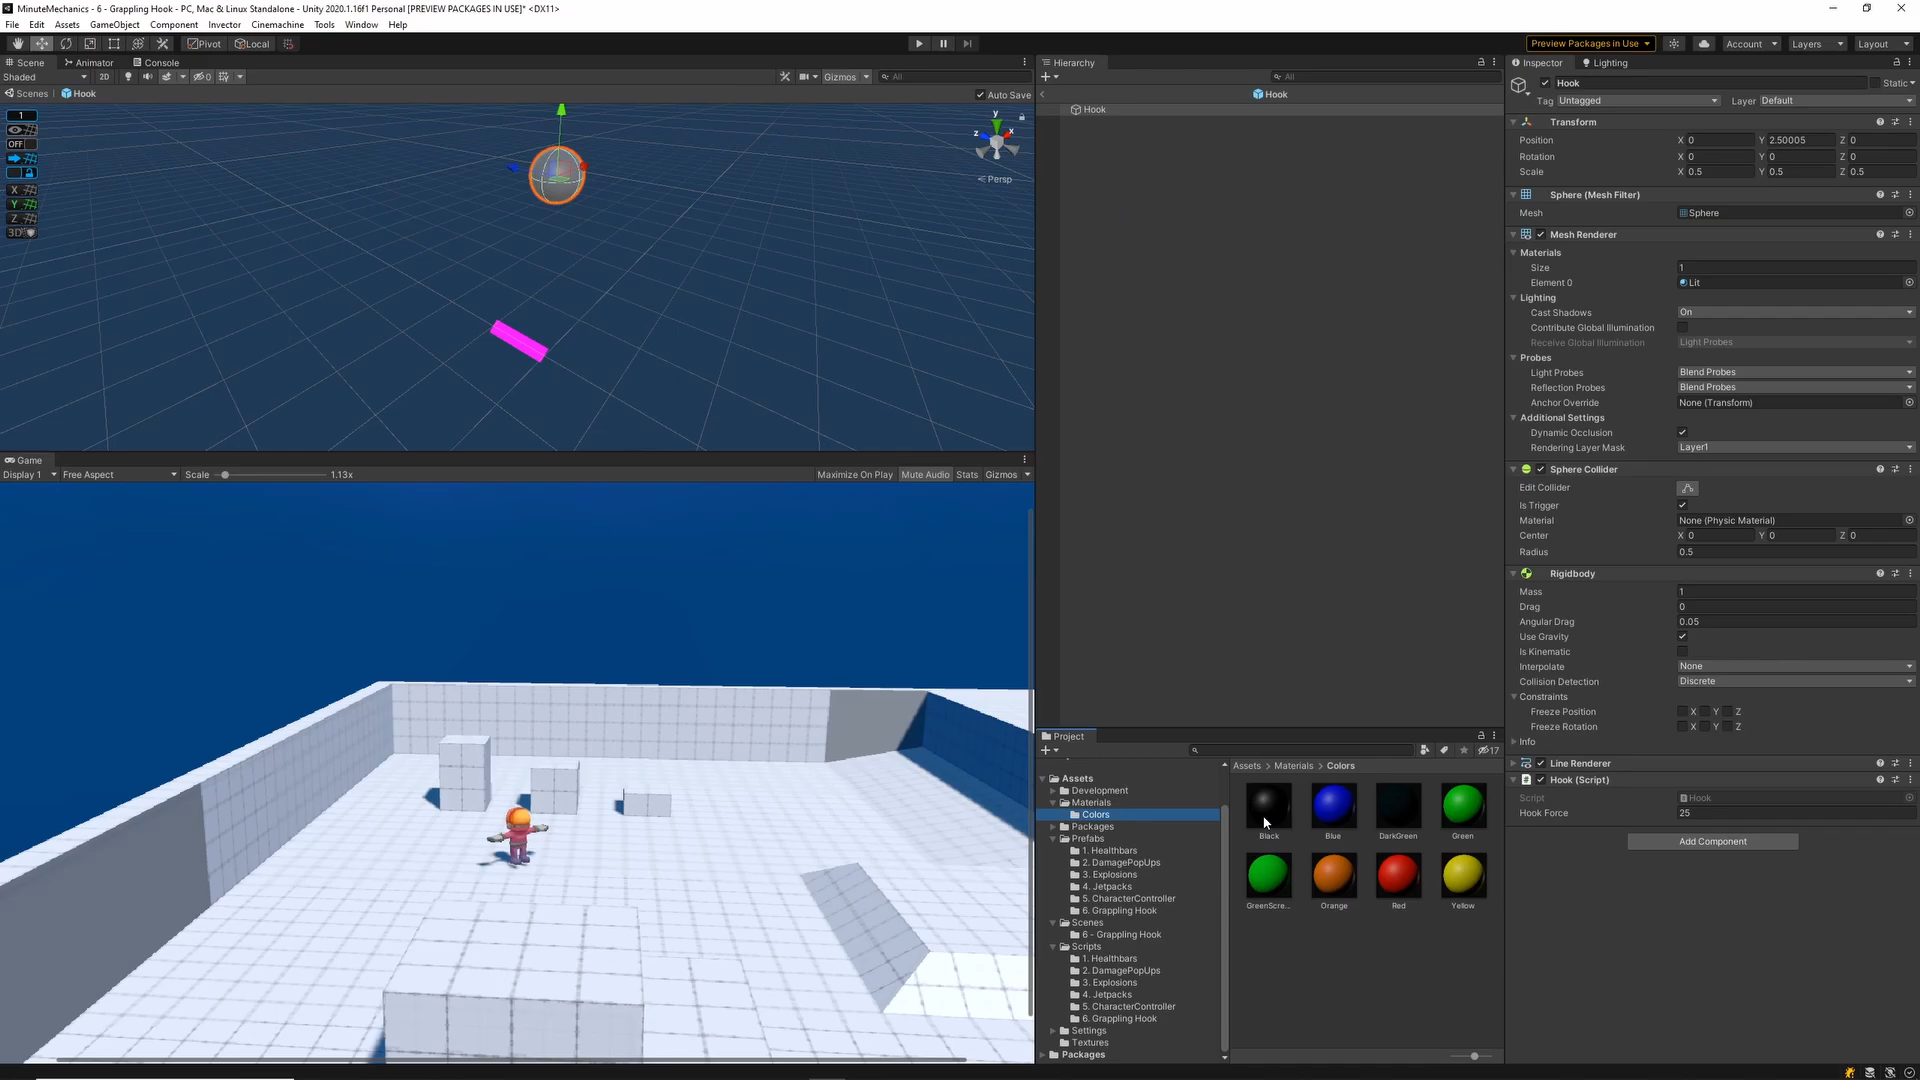 MinuteMechanics - 6 - Grappling Hook - PC, Mac & Linux Standalone - Unity 2020.1.16f1 Personal [PREVIEW PACKAGES IN USE]* <DX11>
File Edit Assets GameObject Component Invector Cinemachine Tools Window Help
Pivot Local Preview Packages in Use Account Layers Layout
Scene Animator Console
Shaded 2D 0 Gizmos All
Scenes Hook Auto Save
1
OFF
X
Y
Z
3D
y
z x
Persp
Game
Display 1 Free Aspect Scale 1.13x Maximize On Play Mute Audio Stats Gizmos
Hierarchy
All
Hook
Hook
Project
17
Assets
Development
Materials
Colors
Packages
Prefabs
1. Healthbars
2. DamagePopUps
3. Explosions
4. Jetpacks
5. CharacterController
6. Grappling Hook
Scenes
6 - Grappling Hook
Scripts
1. Healthbars
2. DamagePopUps
3. Explosions
4. Jetpacks
5. CharacterController
6. Grappling Hook
Settings
Textures
Packages
Assets > Materials > Colors
Black Blue DarkGreen Green
GreenScre... Orange Red Yellow
Inspector Lighting
Hook Static
Tag Untagged Layer Default
Transform
Position X 0 Y 2.50005 Z 0
Rotation X 0 Y 0 Z 0
Scale X 0.5 Y 0.5 Z 0.5
Sphere (Mesh Filter)
Mesh Sphere
Mesh Renderer
Materials
Size 1
Element 0 Lit
Lighting
Cast Shadows On
Contribute Global Illumination
Receive Global Illumination Light Probes
Probes
Light Probes Blend Probes
Reflection Probes Blend Probes
Anchor Override None (Transform)
Additional Settings
Dynamic Occlusion
Rendering Layer Mask Layer1
Sphere Collider
Edit Collider
Is Trigger
Material None (Physic Material)
Center X 0 Y 0 Z 0
Radius 0.5
Rigidbody
Mass 1
Drag 0
Angular Drag 0.05
Use Gravity
Is Kinematic
Interpolate None
Collision Detection Discrete
Constraints
Freeze Position X Y Z
Freeze Rotation X Y Z
Info
Line Renderer
Hook (Script)
Script Hook
Hook Force 25
Add Component